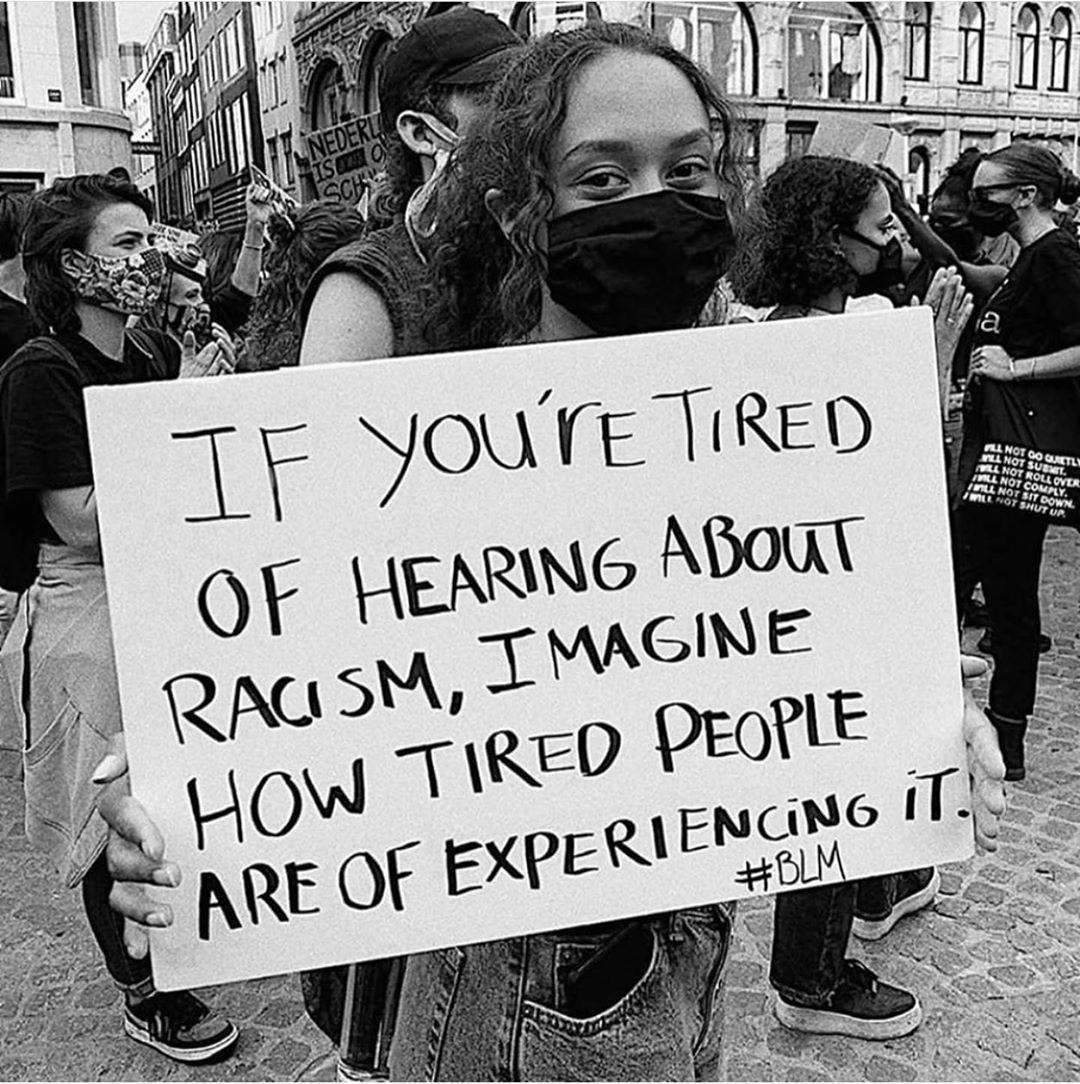 NEDERL
IS
IF YOU'RE TIRED
OF HEARING ABOUT
RACISM, IMAGINE
HOW TIRED PEOPLE
ARE OF EXPERIENCING IT.
#BLM
a
WILL NOT GO QUIETLY
WILL NOT SUBMIT.
I WILL NOT ROLL OVER
I WILL NOT COMPLY.
I WILL NOT SIT DOWN.
I WILL NOT SHUT UP.